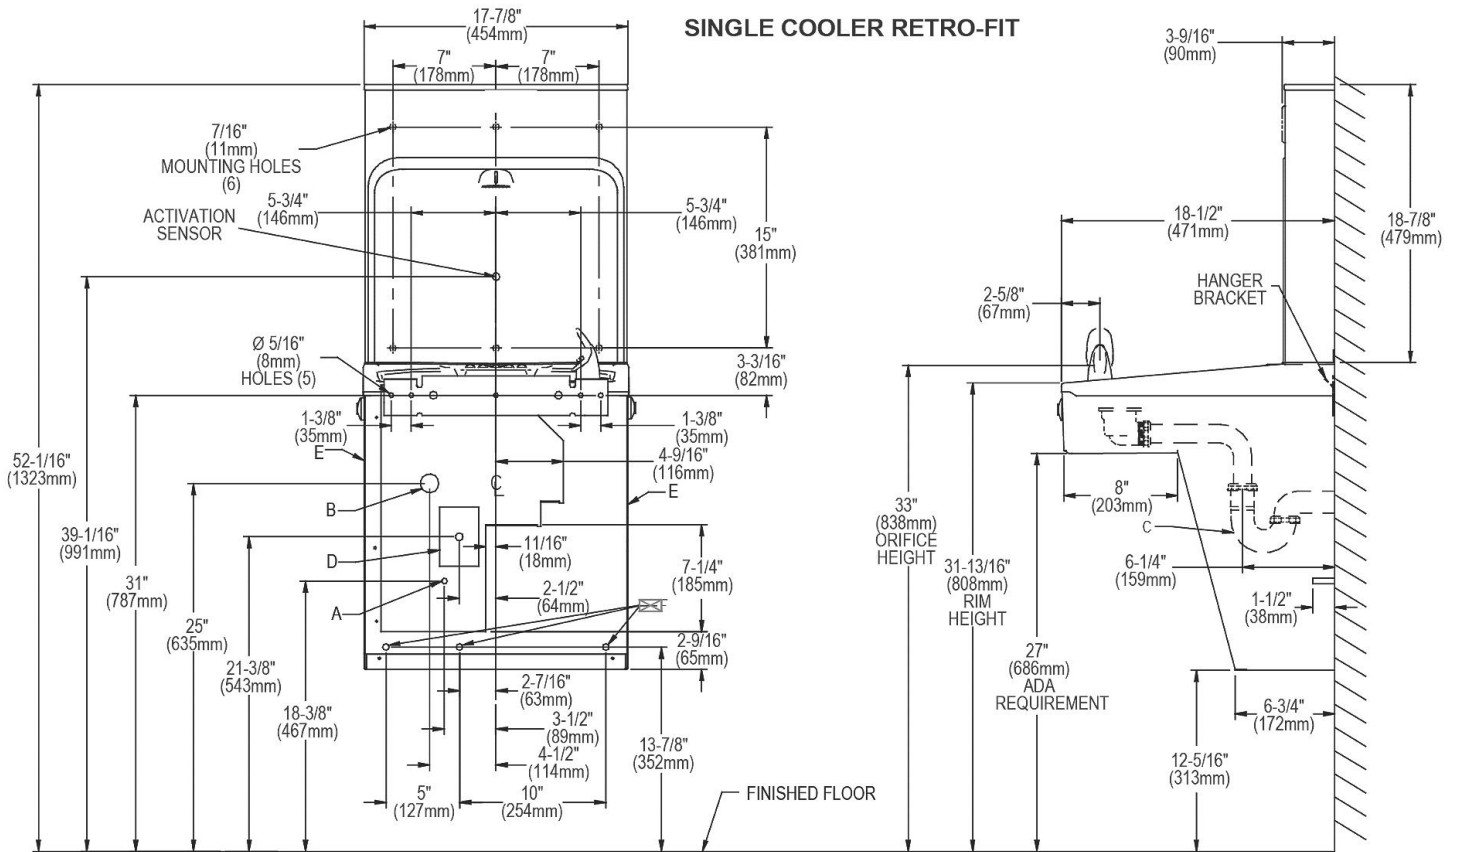 SINGLE COOLER RETRO-FIT
17-7/8"
(454mm)
7"
(178mm)
7"
(178mm)
3-9/16"
(90mm)
7/16"
(11mm)
MOUNTING HOLES
(6)
5-3/4"
(146mm)
5-3/4"
(146mm)
ACTIVATION
SENSOR
15"
(381mm)
18-1/2"
(471mm)
18-7/8"
(479mm)
HANGER
BRACKET
2-5/8"
(67mm)
Ø 5/16"
(8mm)
HOLES (5)
3-3/16"
(82mm)
1-3/8"
(35mm)
1-3/8"
(35mm)
E
4-9/16"
(116mm)
52-1/16"
(1323mm)
B
C
E
8"
(203mm)
33"
(838mm)
ORIFICE
HEIGHT
C
39-1/16"
(991mm)
D
11/16"
(18mm)
7-1/4"
(185mm)
31-13/16"
(808mm)
RIM
HEIGHT
6-1/4"
(159mm)
31"
(787mm)
A
2-1/2"
(64mm)
1-1/2"
(38mm)
25"
(635mm)
2-9/16"
(65mm)
27"
(686mm)
ADA
REQUIREMENT
21-3/8"
(543mm)
2-7/16"
(63mm)
18-3/8"
(467mm)
3-1/2"
(89mm)
6-3/4"
(172mm)
4-1/2"
(114mm)
13-7/8"
(352mm)
12-5/16"
(313mm)
5"
(127mm)
10"
(254mm)
FINISHED FLOOR